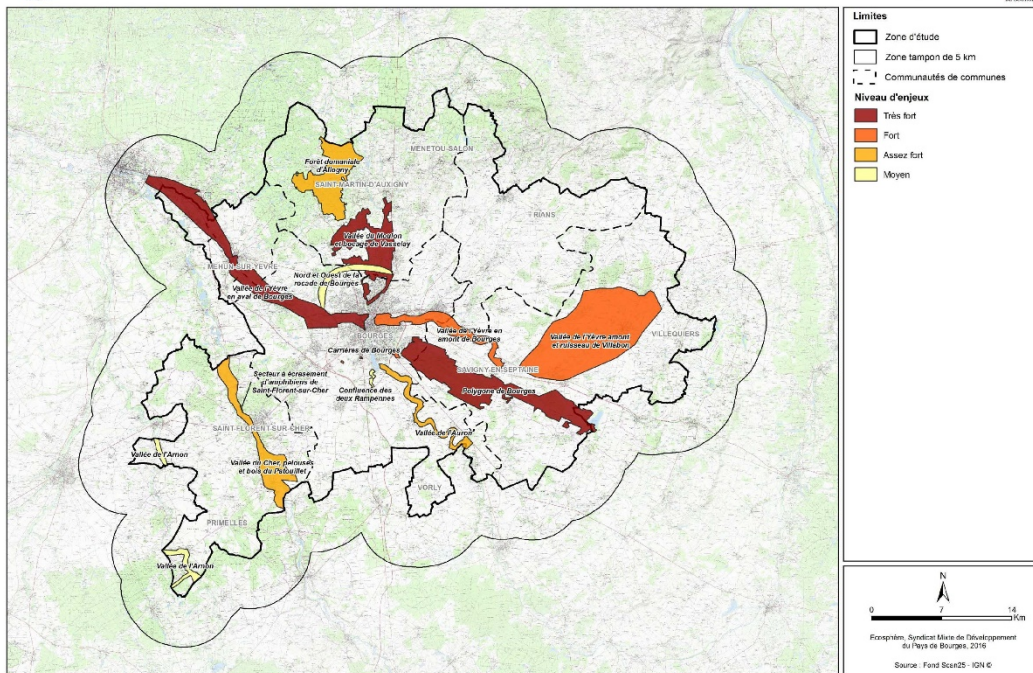 Limites
Zone d'étude
Zone tampon de 5 km
Communautés de communes
Niveau d'enjeux
Très fort
Fort
Assez fort
Moyen
MENETOU-SALON
Forêt domaniale
d'Allogny
SAINT-MARTIN-D'AUXIGNY
RIANS
Vallée du Moulon
et bocage de Vasselay
MEHUN-SUR-YEVRE
Nord et Ouest de la
rocade de Bourges
Vallée de l'Yèvre
en aval de Bourges
BOURGES
Vallée de l'Yèvre en
amont de Bourges
Vallée de l'Yèvre amont
et ruisseau de Villabon
VILLEQUIERS
Carrières de Bourges
SAVIGNY-EN-SEPTAINE
Polygone de Bourges
Secteur à écrasement
d'amphibiens de
Saint-Florent-sur-Cher
Confluence des
deux Rampennes
SAINT-FLORENT-SUR-CHER
Vallée de l'Auron
Vallée de l'Arnon
Vallée du Cher, pelouses
et bois du Patouillet
VORLY
PRIMELLES
Vallée de l'Arnon
N
0 7 14
Km
Ecosphère, Syndicat Mixte de Développement
du Pays de Bourges, 2016
Source : Fond Scan25 - IGN ©